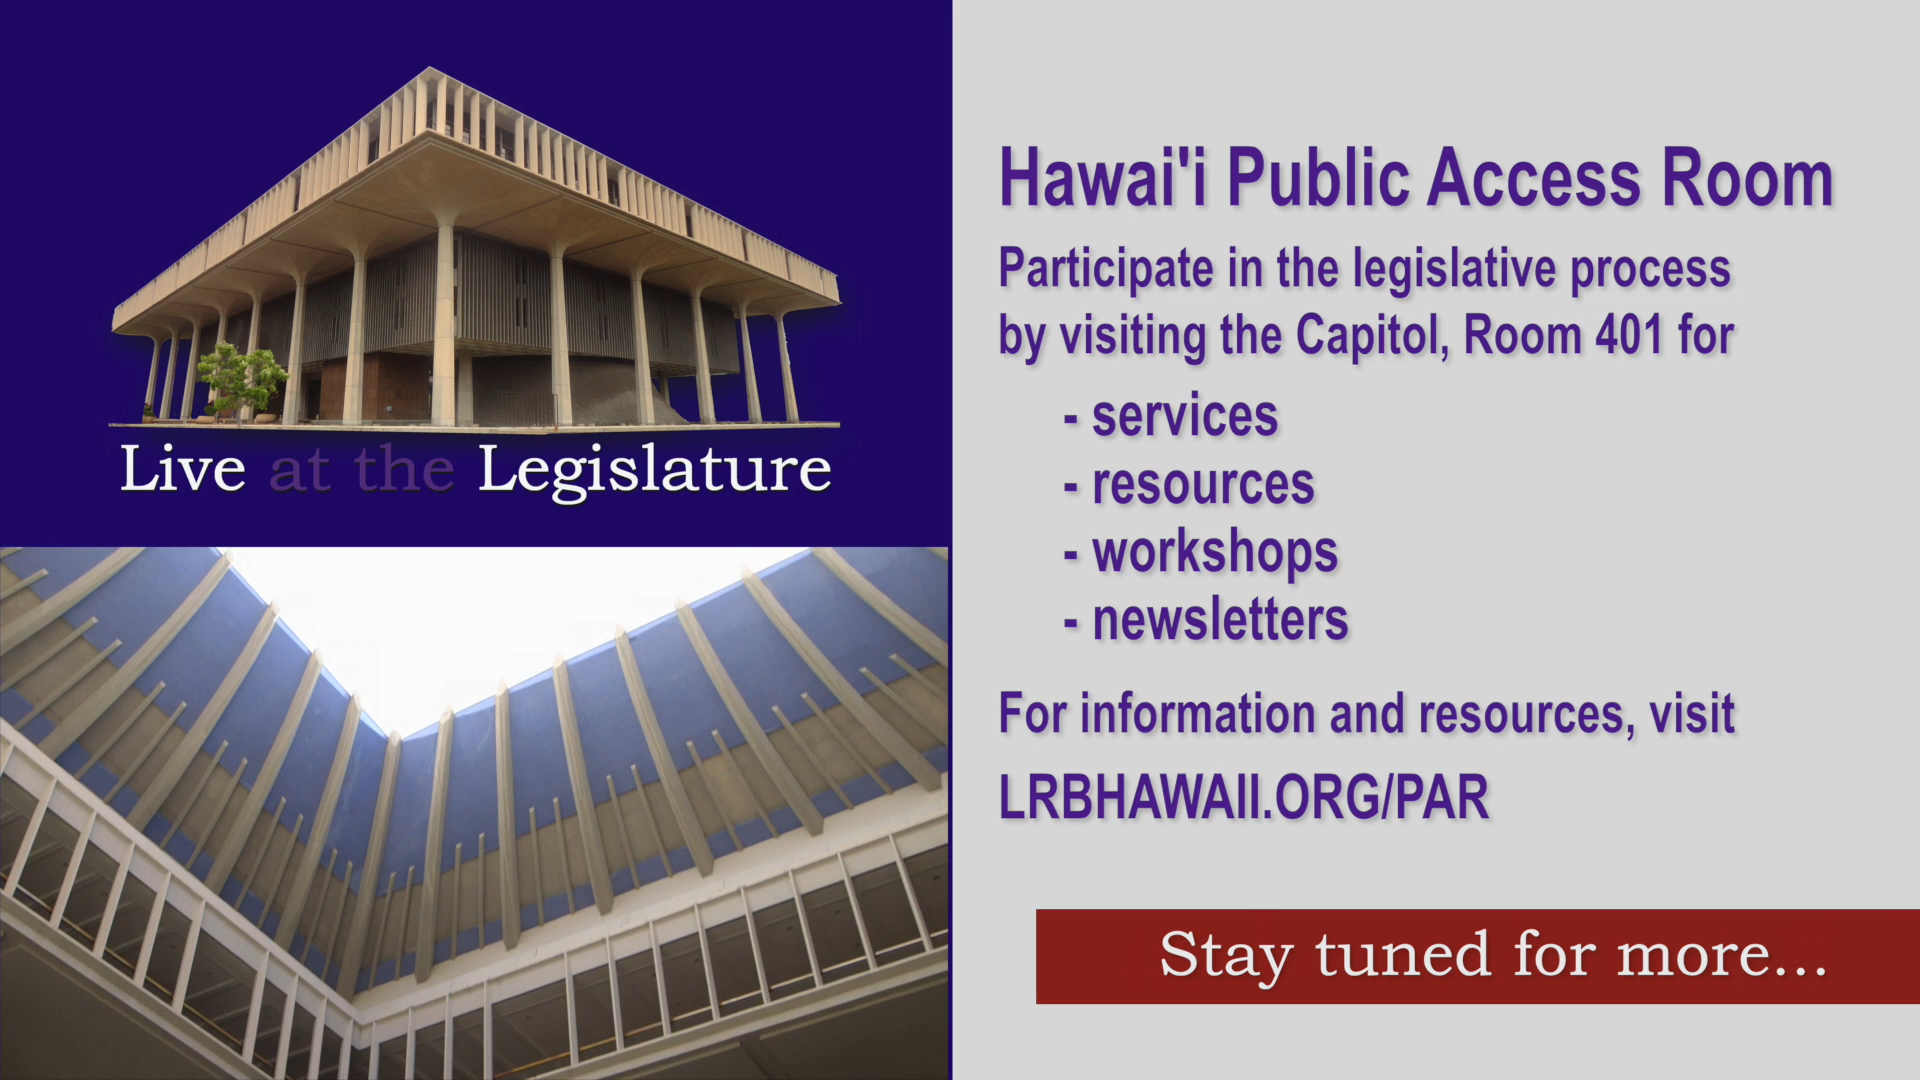 Live at the Legislature
Hawai'i Public Access Room
Participate in the legislative process
by visiting the Capitol, Room 401 for
- services
- resources
- workshops
- newsletters
For information and resources, visit
LRBHAWAII.ORG/PAR
Stay tuned for more...